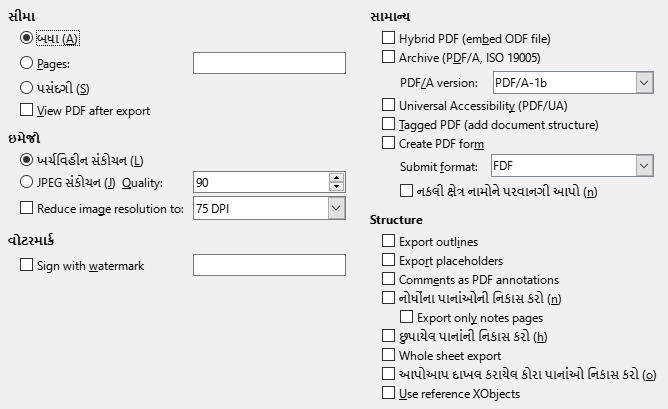 સીમા
બધા (A)
Pages:
પસંદગી (S)
View PDF after export
ઇમેજો
ખર્ચવિહીન સંકોચન (L)
JPEG સંકોચન (J) Quality: 90
Reduce image resolution to: 75 DPI
વોટરમાર્ક
Sign with watermark
સામાન્ય
Hybrid PDF (embed ODF file)
Archive (PDF/A, ISO 19005)
PDF/A version: PDF/A-1b
Universal Accessibility (PDF/UA)
Tagged PDF (add document structure)
Create PDF form
Submit format: FDF
નકલી ક્ષેત્ર નામોને પરવાનગી આપો (n)
Structure
Export outlines
Export placeholders
Comments as PDF annotations
નોધોંના પાનાંઓની નિકાસ કરો (n)
Export only notes pages
છુપાયેલ પાનાંની નિકાસ કરો (h)
Whole sheet export
આપોઆપ દાખલ કરાયેલ કોરા પાનાંઓ નિકાસ કરો (o)
Use reference XObjects